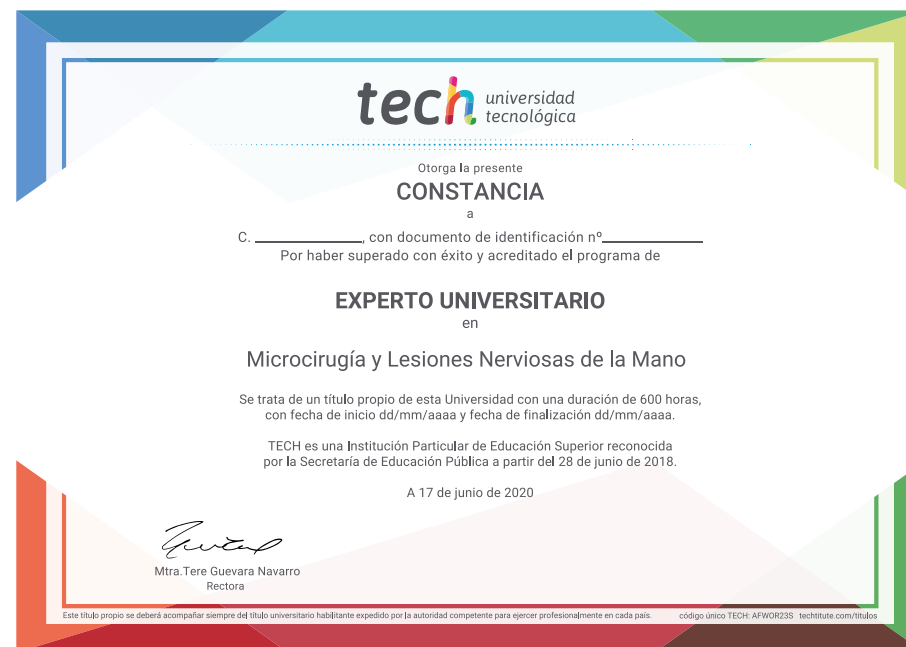 tech universidad
tecnológica
Otorga la presente
CONSTANCIA
a
C. ______________, con documento de identificación nº_____________
Por haber superado con éxito y acreditado el programa de
EXPERTO UNIVERSITARIO
en
Microcirugía y Lesiones Nerviosas de la Mano
Se trata de un título propio de esta Universidad con una duración de 600 horas,
con fecha de inicio dd/mm/aaaa y fecha de finalización dd/mm/aaaa.
TECH es una Institución Particular de Educación Superior reconocida
por la Secretaría de Educación Pública a partir del 28 de junio de 2018.
A 17 de junio de 2020
Mtra.Tere Guevara Navarro
Rectora
Este título propio se deberá acompañar siempre del título universitario habilitante expedido por la autoridad competente para ejercer profesionalmente en cada país. código único TECH: AFWOR23S techtitute.com/titulos